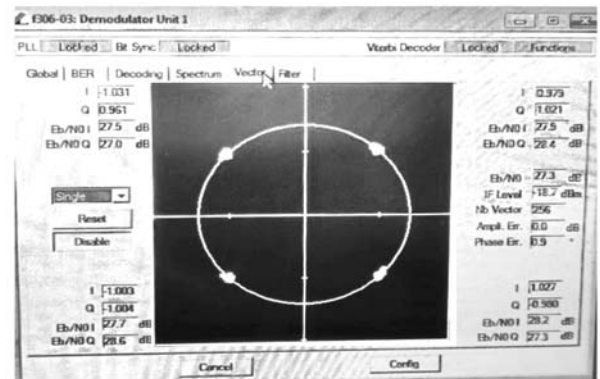 f306-03: Demodulator Unit 1
PLL Locked Bit Sync Locked Viterbi Decoder Locked Functions
Global BER Decoding Spectrum Vector Filter
I -1.031
Q 0.961
Eb/N0 I 27.5 dB
Eb/N0 Q 27.0 dB
Single
Reset
Disable
I -1.003
Q -1.004
Eb/N0 I 27.7 dB
Eb/N0 Q 28.6 dB
I 0.979
Q 1.021
Eb/N0 I 27.9 dB
Eb/N0 Q 28.4 dB
Eb/N0 27.3 dB
IF Level -18.7 dBm
Nb Vector 256
Ampl. Err. 0.0 dB
Phase Err. 0.9 °
I 1.027
Q -0.980
Eb/N0 I 28.2 dB
Eb/N0 Q 27.3 dB
Cancel Config